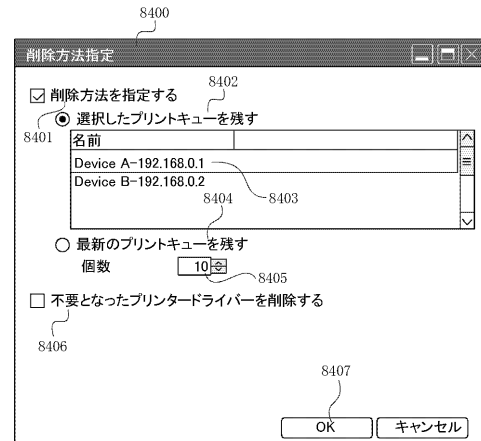 8400
削除方法指定
削除方法を指定する
8402
8401
選択したプリントキューを残す
名前
Device A-192.168.0.1
Device B-192.168.0.2
8403
8404
最新のプリントキューを残す
個数 10
8405
不要となったプリンタードライバーを削除する
8406
8407
OK キャンセル